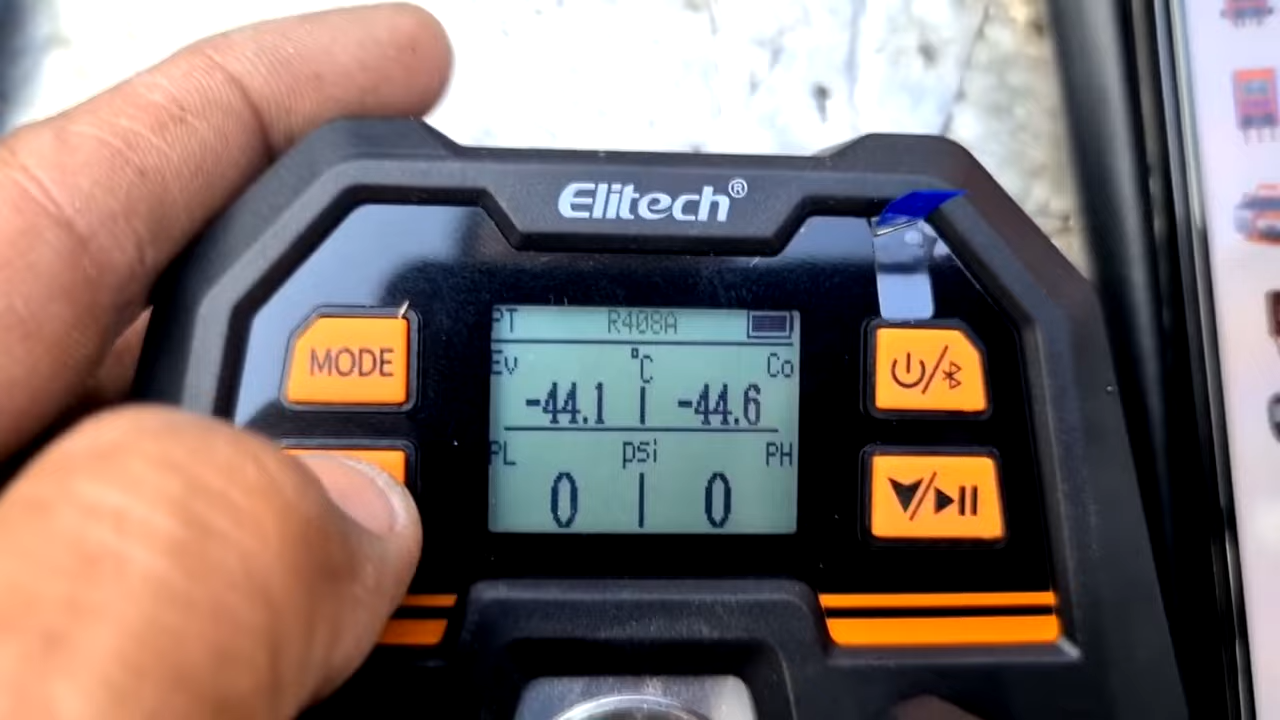 Elitech®
PT R408A
Ev °C Co
-44.1 | -44.6
PL psi PH
0 | 0
MODE